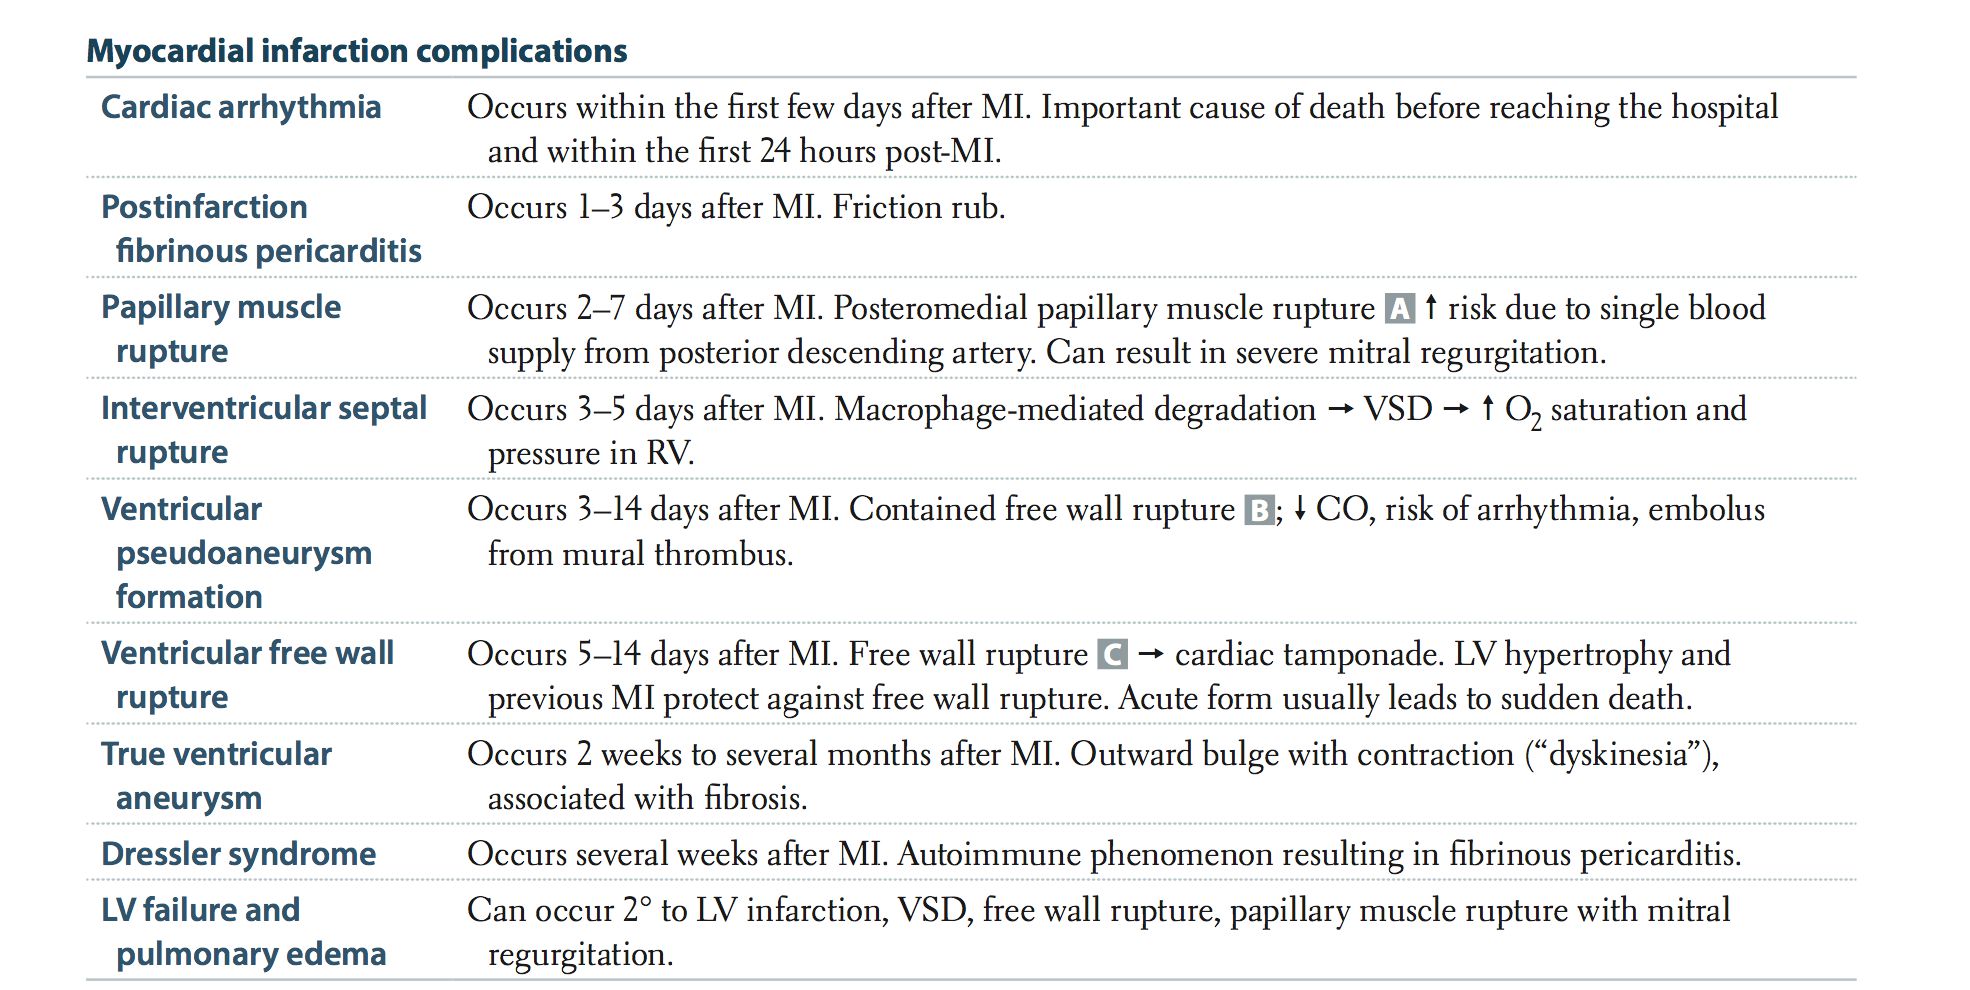 Myocardial infarction complications
Cardiac arrhythmia
Occurs within the first few days after MI. Important cause of death before reaching the hospital
and within the first 24 hours post-MI.
Postinfarction
fibrinous pericarditis
Occurs 1–3 days after MI. Friction rub.
Papillary muscle
rupture
Occurs 2–7 days after MI. Posteromedial papillary muscle rupture A ↑ risk due to single blood
supply from posterior descending artery. Can result in severe mitral regurgitation.
Interventricular septal
rupture
Occurs 3–5 days after MI. Macrophage-mediated degradation → VSD → ↑ O₂ saturation and
pressure in RV.
Ventricular
pseudoaneurysm
formation
Occurs 3–14 days after MI. Contained free wall rupture B; ↓ CO, risk of arrhythmia, embolus
from mural thrombus.
Ventricular free wall
rupture
Occurs 5–14 days after MI. Free wall rupture C → cardiac tamponade. LV hypertrophy and
previous MI protect against free wall rupture. Acute form usually leads to sudden death.
True ventricular
aneurysm
Occurs 2 weeks to several months after MI. Outward bulge with contraction (“dyskinesia”),
associated with fibrosis.
Dressler syndrome
Occurs several weeks after MI. Autoimmune phenomenon resulting in fibrinous pericarditis.
LV failure and
pulmonary edema
Can occur 2° to LV infarction, VSD, free wall rupture, papillary muscle rupture with mitral
regurgitation.